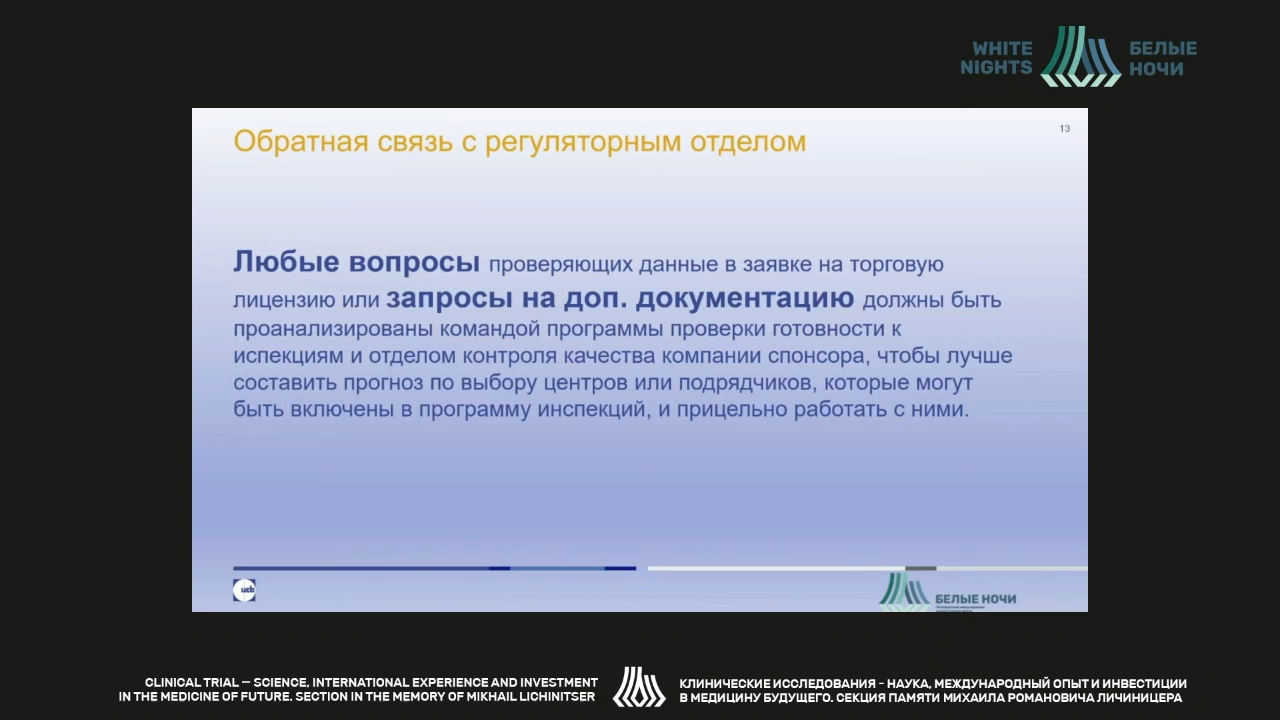 WHITE
NIGHTS
БЕЛЫЕ
НОЧИ
13
Обратная связь с регуляторным отделом
Любые вопросы проверяющих данные в заявке на торговую
лицензию или запросы на доп. документацию должны быть
проанализированы командой программы проверки готовности к
испекциям и отделом контроля качества компании спонсора, чтобы лучше
составить прогноз по выбору центров или подрядчиков, которые могут
быть включены в программу инспекций, и прицельно работать с ними.
ucb
БЕЛЫЕ НОЧИ
CLINICAL TRIAL – SCIENCE, INTERNATIONAL EXPERIENCE AND INVESTMENT
IN THE MEDICINE OF FUTURE. SECTION IN THE MEMORY OF MIKHAIL LICHINITSER
КЛИНИЧЕСКИЕ ИССЛЕДОВАНИЯ - НАУКА, МЕЖДУНАРОДНЫЙ ОПЫТ И ИНВЕСТИЦИИ
В МЕДИЦИНУ БУДУЩЕГО. СЕКЦИЯ ПАМЯТИ МИХАИЛА РОМАНОВИЧА ЛИЧИНИЦЕРА